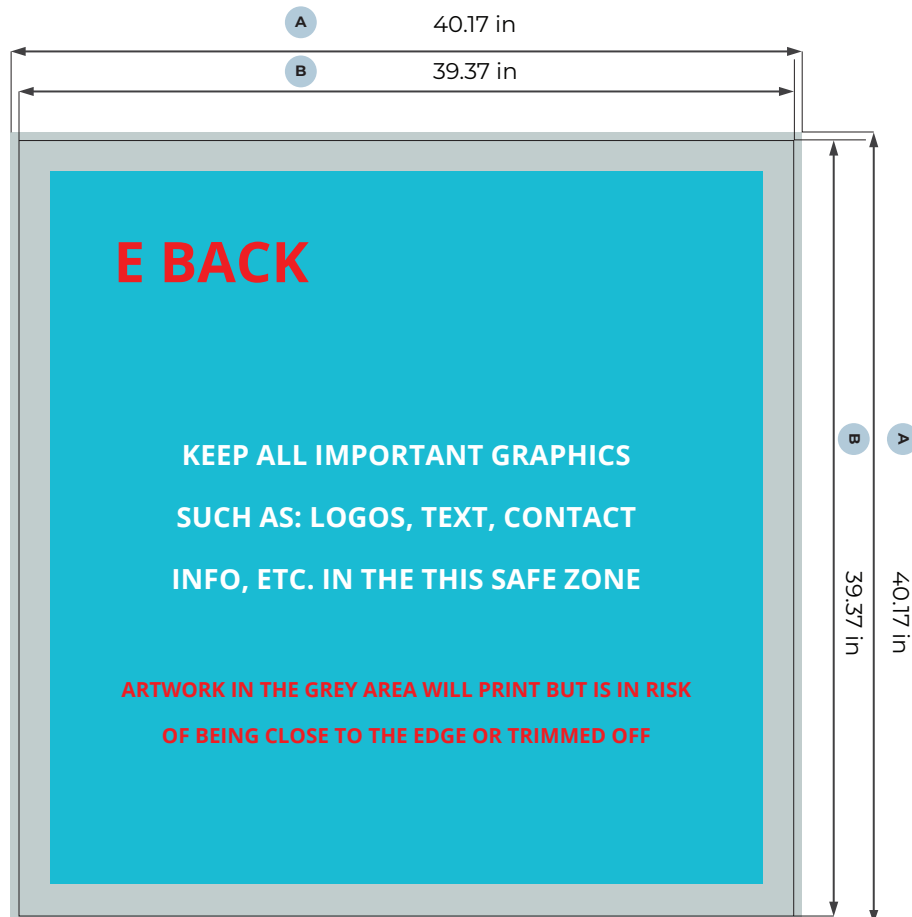 A 40.17 in
B 39.37 in
E BACK
KEEP ALL IMPORTANT GRAPHICS
SUCH AS: LOGOS, TEXT, CONTACT
INFO, ETC. IN THE THIS SAFE ZONE
ARTWORK IN THE GREY AREA WILL PRINT BUT IS IN RISK
OF BEING CLOSE TO THE EDGE OR TRIMMED OFF
B 39.37 in
A 40.17 in